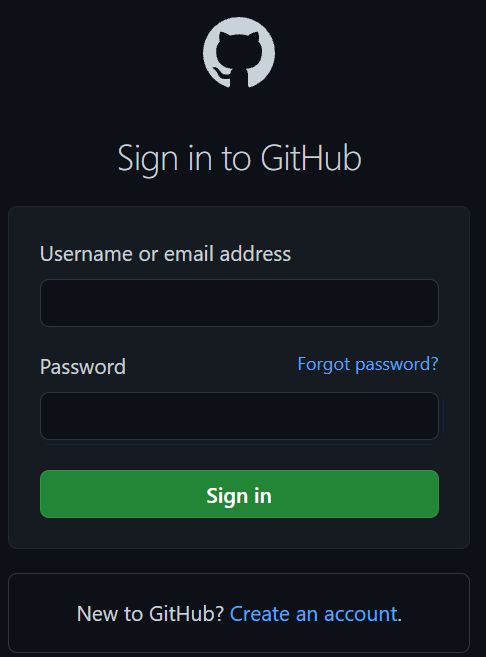 Sign in to GitHub
Username or email address
Password Forgot password?
Sign in
New to GitHub? Create an account.